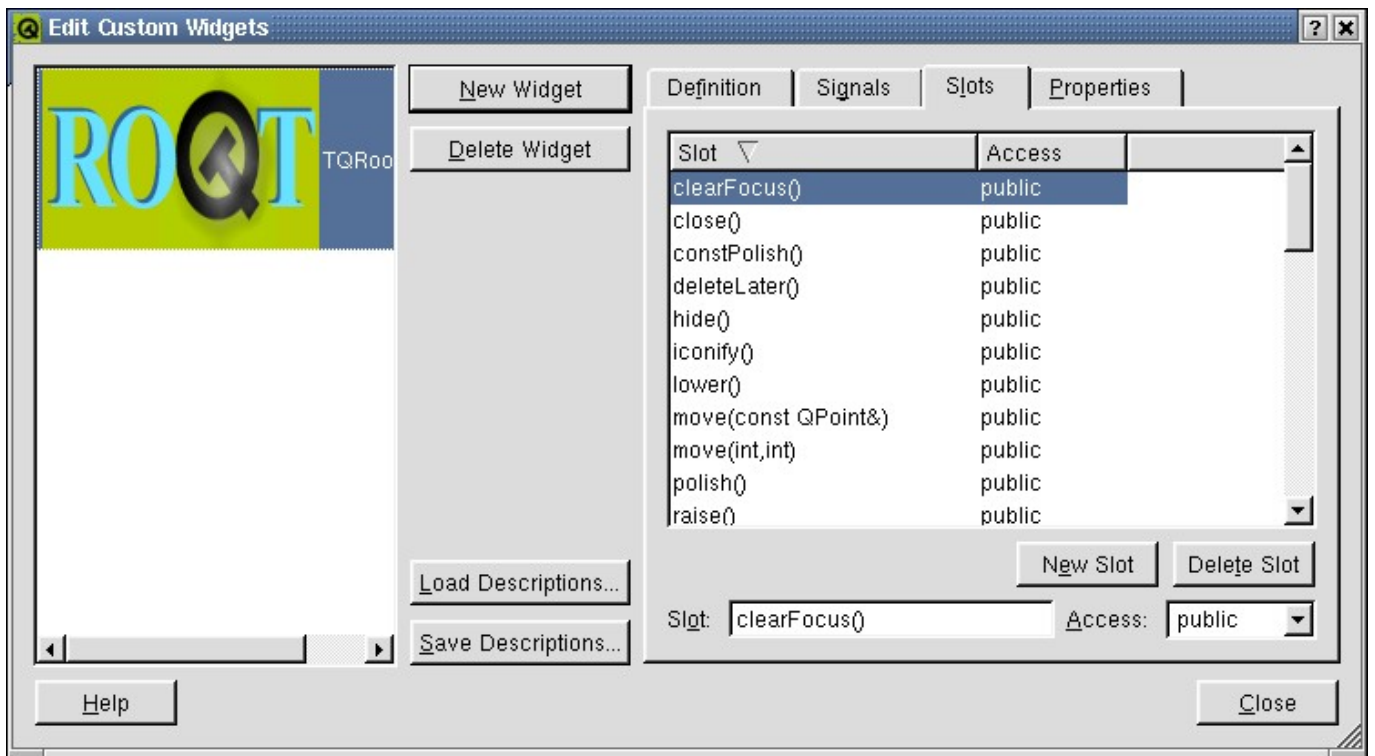 Edit Custom Widgets
ROQT TQRoo
New Widget
Delete Widget
Load Descriptions...
Save Descriptions...
Definition Signals Slots Properties
Slot Access
clearFocus() public
close() public
constPolish() public
deleteLater() public
hide() public
iconify() public
lower() public
move(const QPoint&) public
move(int,int) public
polish() public
raise() public
New Slot Delete Slot
Slot: clearFocus() Access: public
Help Close